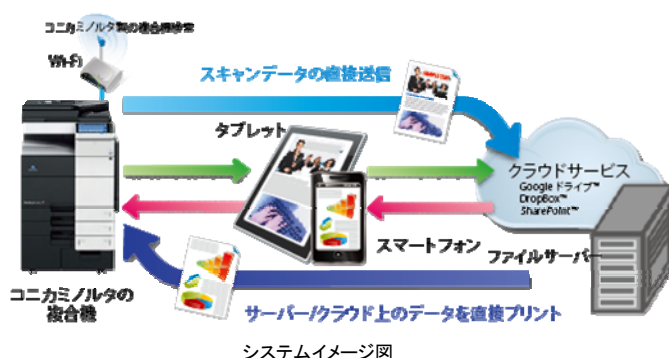 コニカミノルタ製の複合機検索
Wi-Fi
スキャンデータの直接送信
タブレット
クラウドサービス
Googleドライブ™
DropBox™
SharePoint™
スマートフォン
ファイルサーバー
コニカミノルタの
複合機
サーバー/クラウド上のデータを直接プリント
システムイメージ図